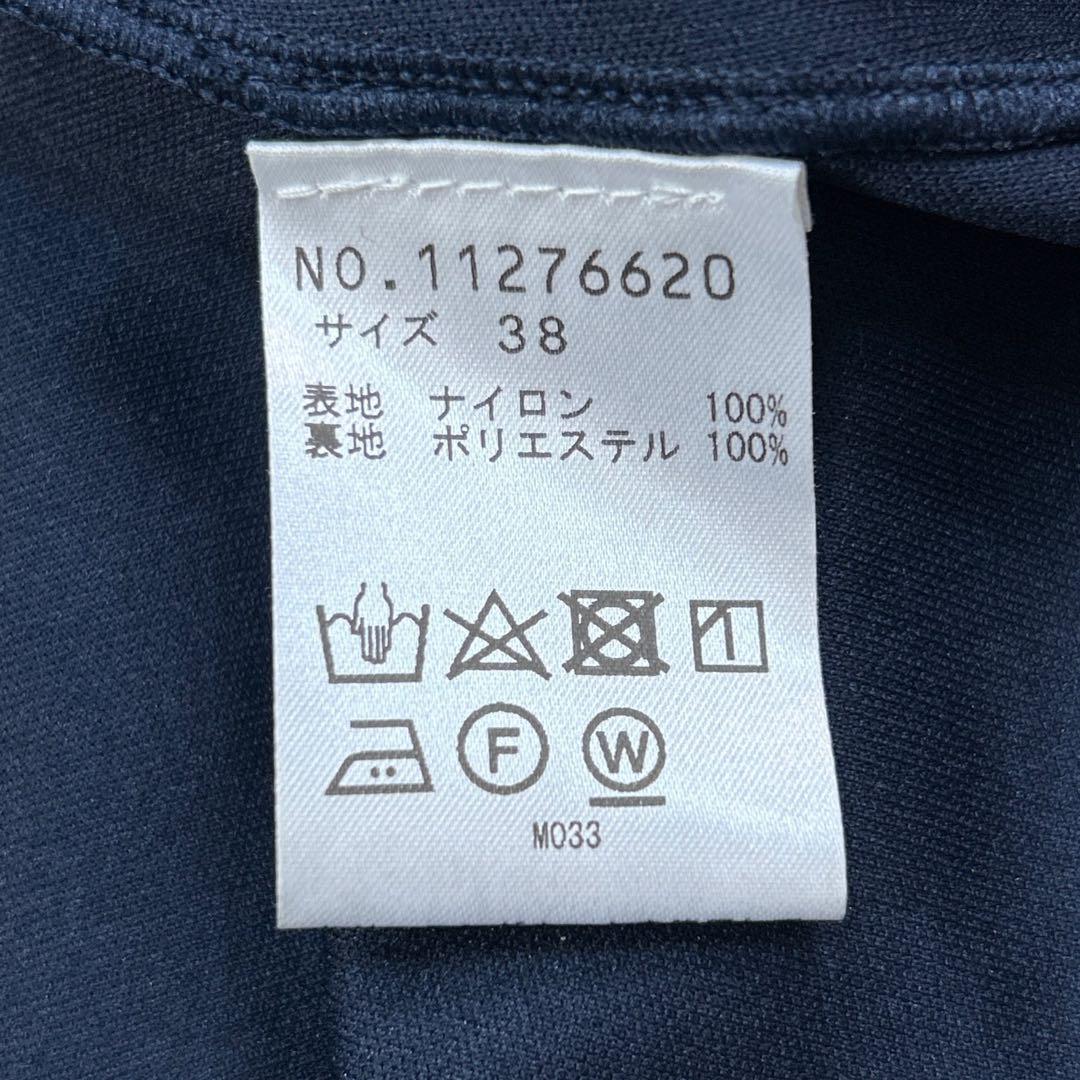 NO.11276620
サイズ 38
表地 ナイロン 100%
裏地 ポリエステル 100%
1
F W
M033